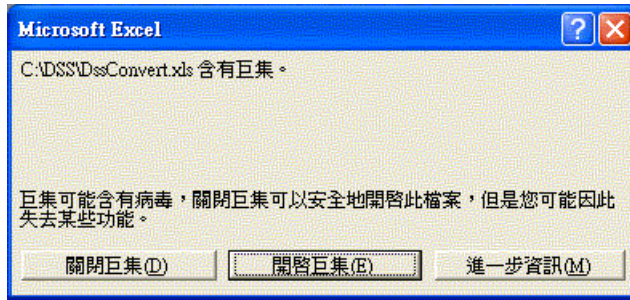 Microsoft Excel
C:\DSS\DssConvert.xls 含有巨集。
巨集可能含有病毒，關閉巨集可以安全地開啓此檔案，但是您可能因此
失去某些功能。
關閉巨集(D) 開啓巨集(E) 進一步資訊(M)